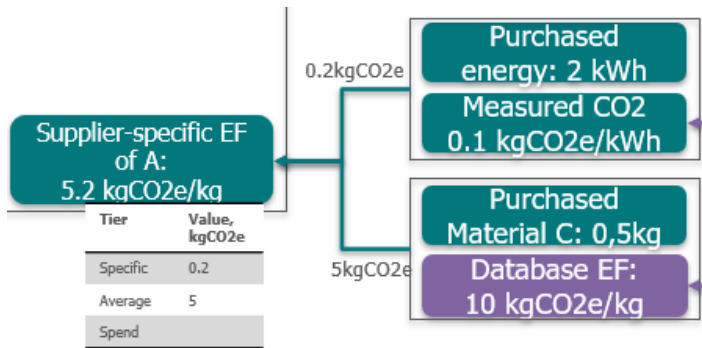 Purchased
energy: 2 kWh
0.2kgCO2e
Measured CO2
0.1 kgCO2e/kWh
Supplier-specific EF
of A:
5.2 kgCO2e/kg
Purchased
Material C: 0,5kg
5kgCO2e
Database EF:
10 kgCO2e/kg
Tier Value,
kgCO2e
Specific 0.2
Average 5
Spend